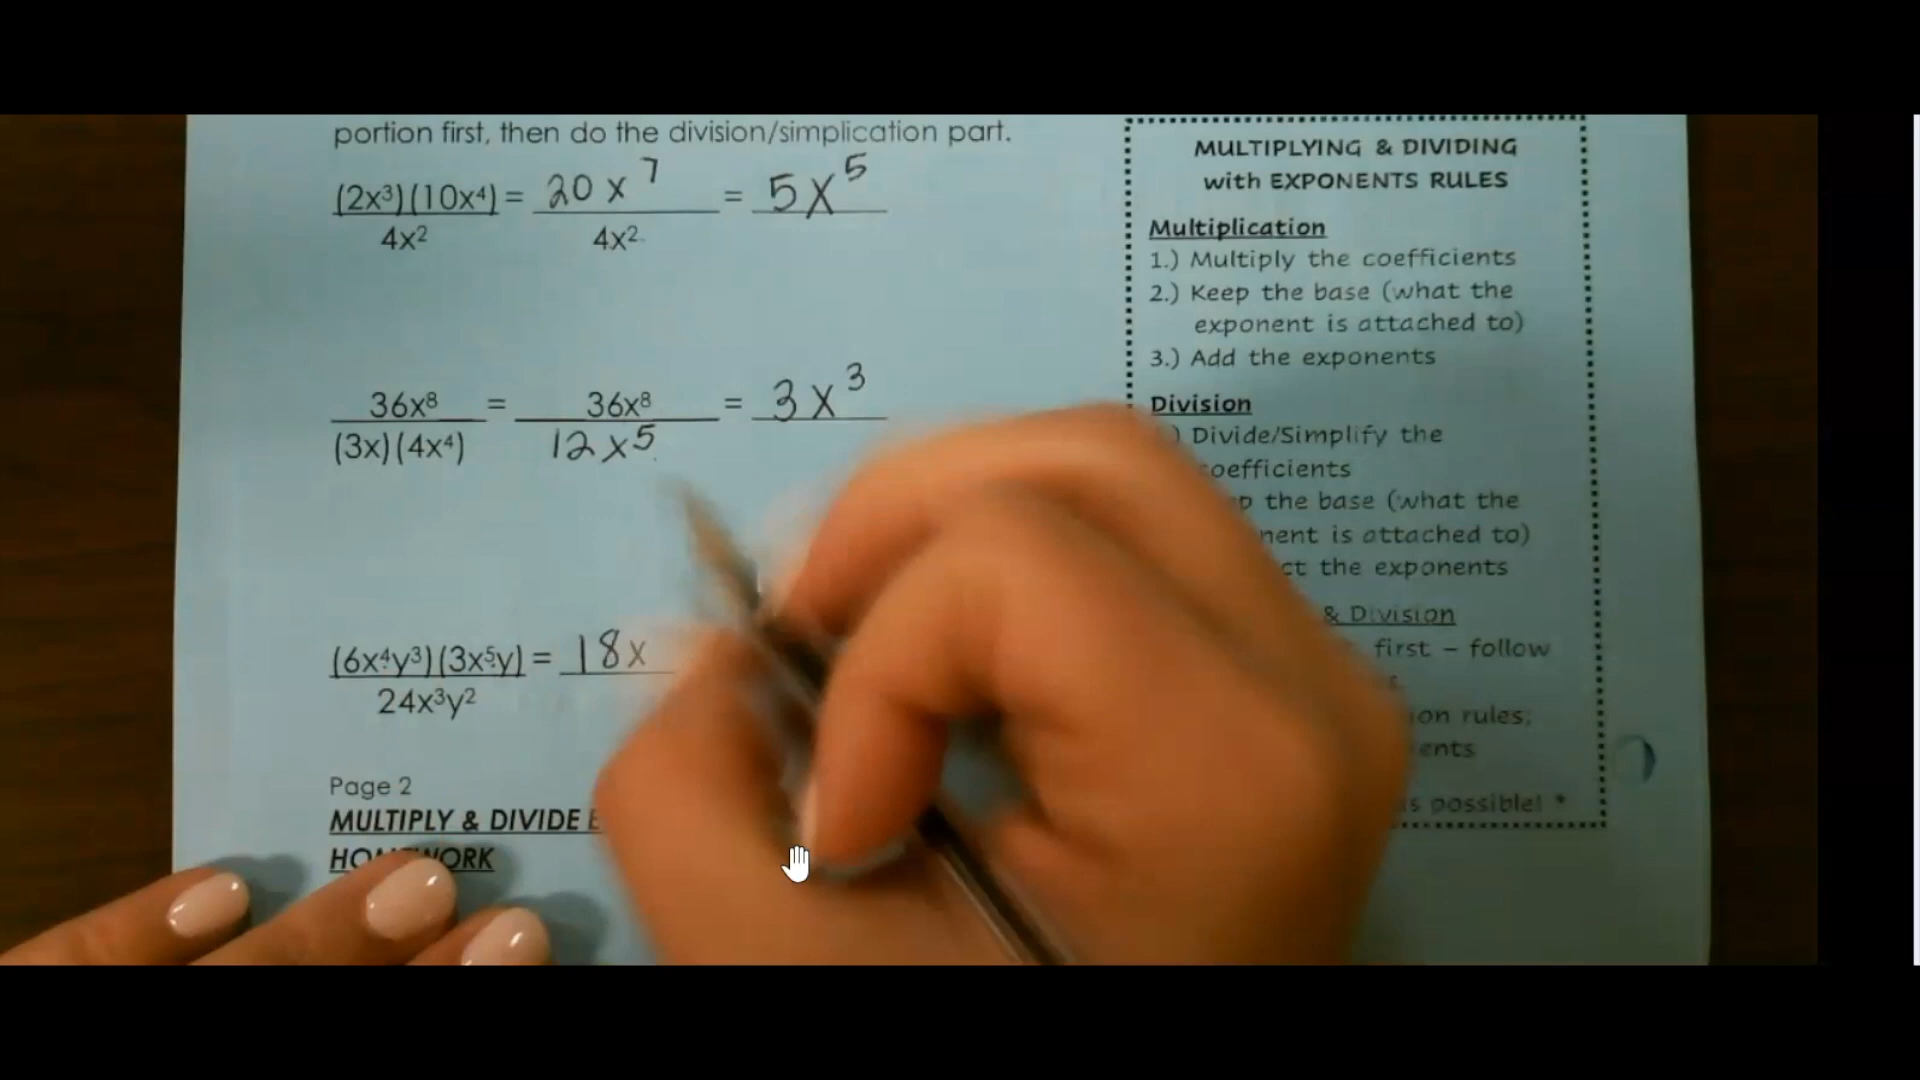 portion first, then do the division/simplication part.
(2x³)(10x⁴) = 20x⁷ = 5x⁵
4x² 4x²
36x⁸ = 36x⁸ = 3x³
(3x)(4x⁴) 12x⁵
(6x⁴y³)(3x⁵y) = 18x
24x³y²
Page 2
MULTIPLY & DIVIDE
MULTIPLYING & DIVIDING
with EXPONENTS RULES
Multiplication
1.) Multiply the coefficients
2.) Keep the base (what the
exponent is attached to)
3.) Add the exponents
Division
) Divide/Simplify the
oefficients
the base (what the
nent is attached to)
ct the exponents
& Division
first – follow
on rules;
ents
is possible! *